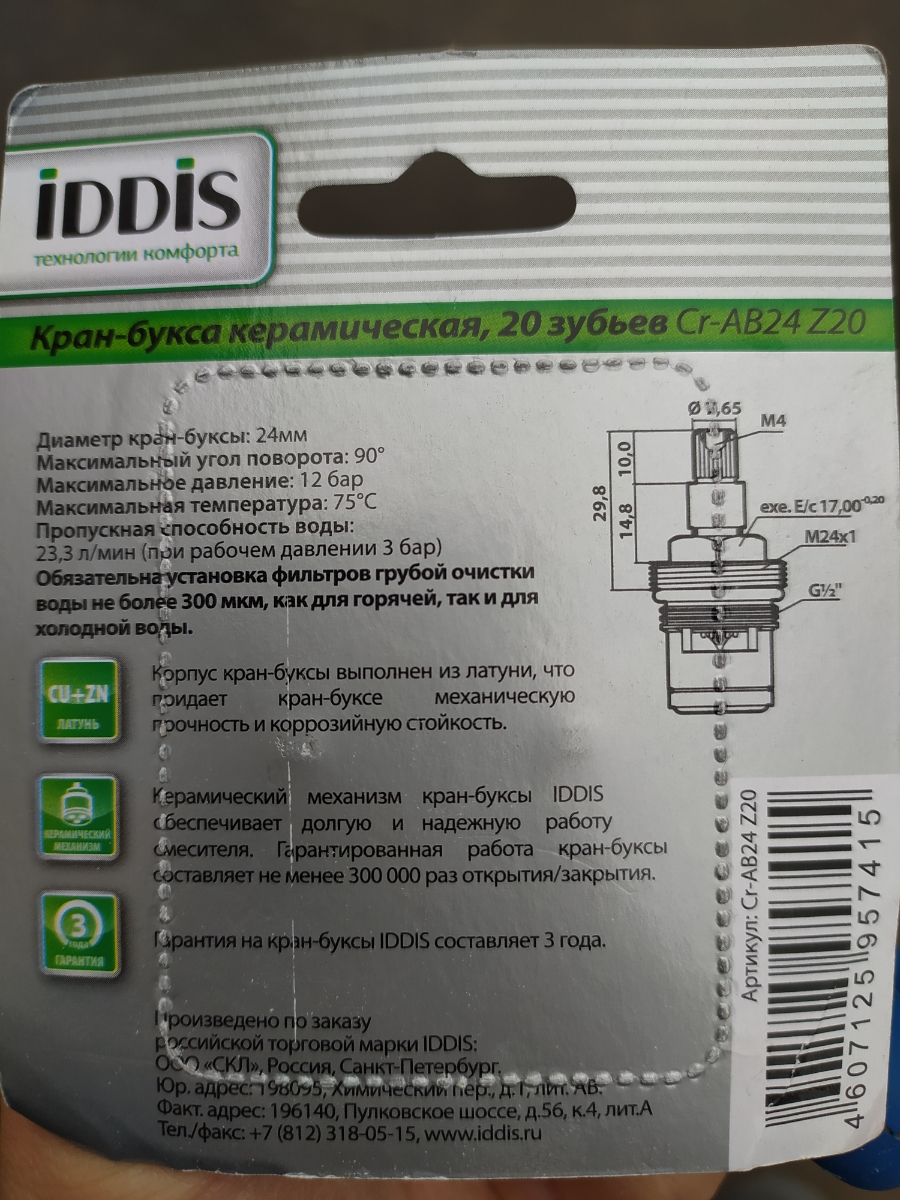 iDDiS
технологии комфорта
Кран-букса керамическая, 20 зубьев Cr-AB24 Z20
Диаметр кран-буксы: 24мм
Максимальный угол поворота: 90°
Максимальное давление: 12 бар
Максимальная температура: 75°С
Пропускная способность воды:
23,3 л/мин (при рабочем давлении 3 бар)
Обязательна установка фильтров грубой очистки
воды не более 300 мкм, как для горячей, так и для
холодной воды.
M4
10,0
29,8
14,8
exe. E/c 17,00-0,20
M24x1
G½"
CU+ZN
ЛАТУНЬ
Корпус кран-буксы выполнен из латуни, что
придает кран-буксе механическую
прочность и коррозийную стойкость.
КЕРАМИЧЕСКИЙ
МЕХАНИЗМ
Керамический механизм кран-буксы IDDIS
обеспечивает долгую и надежную работу
смесителя. Гарантированная работа кран-буксы
составляет не менее 300 000 раз открытия/закрытия.
3
года
ГАРАНТИЯ
Гарантия на кран-буксы IDDIS составляет 3 года.
Произведено по заказу
российской торговой марки IDDIS:
ООО «СКЛ», Россия, Санкт-Петербург.
Юр. адрес: 198095, Химический пер., д.1, лит. АВ.
Факт. адрес: 196140, Пулковское шоссе, д.56, к.4, лит.А
Тел./факс: +7 (812) 318-05-15, www.iddis.ru
Артикул: Cr-AB24 Z20
4607125957415